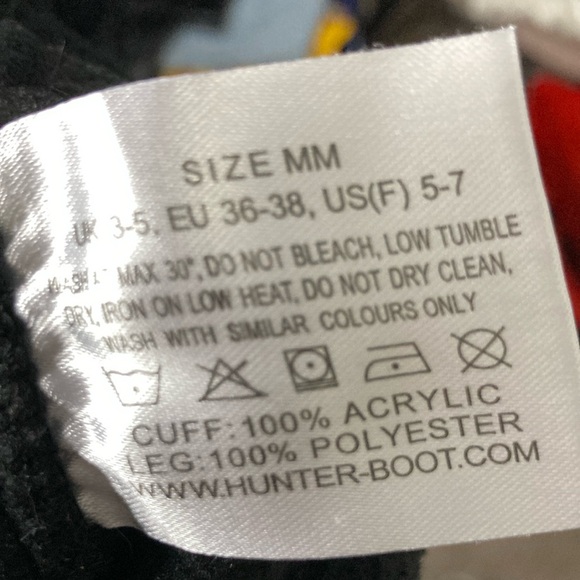 SIZE MM
UK 3-5, EU 36-38, US(F) 5-7
WASH AT MAX 30°, DO NOT BLEACH, LOW TUMBLE
DRY, IRON ON LOW HEAT, DO NOT DRY CLEAN,
WASH WITH SIMILAR COLOURS ONLY
CUFF: 100% ACRYLIC
LEG: 100% POLYESTER
WWW.HUNTER-BOOT.COM